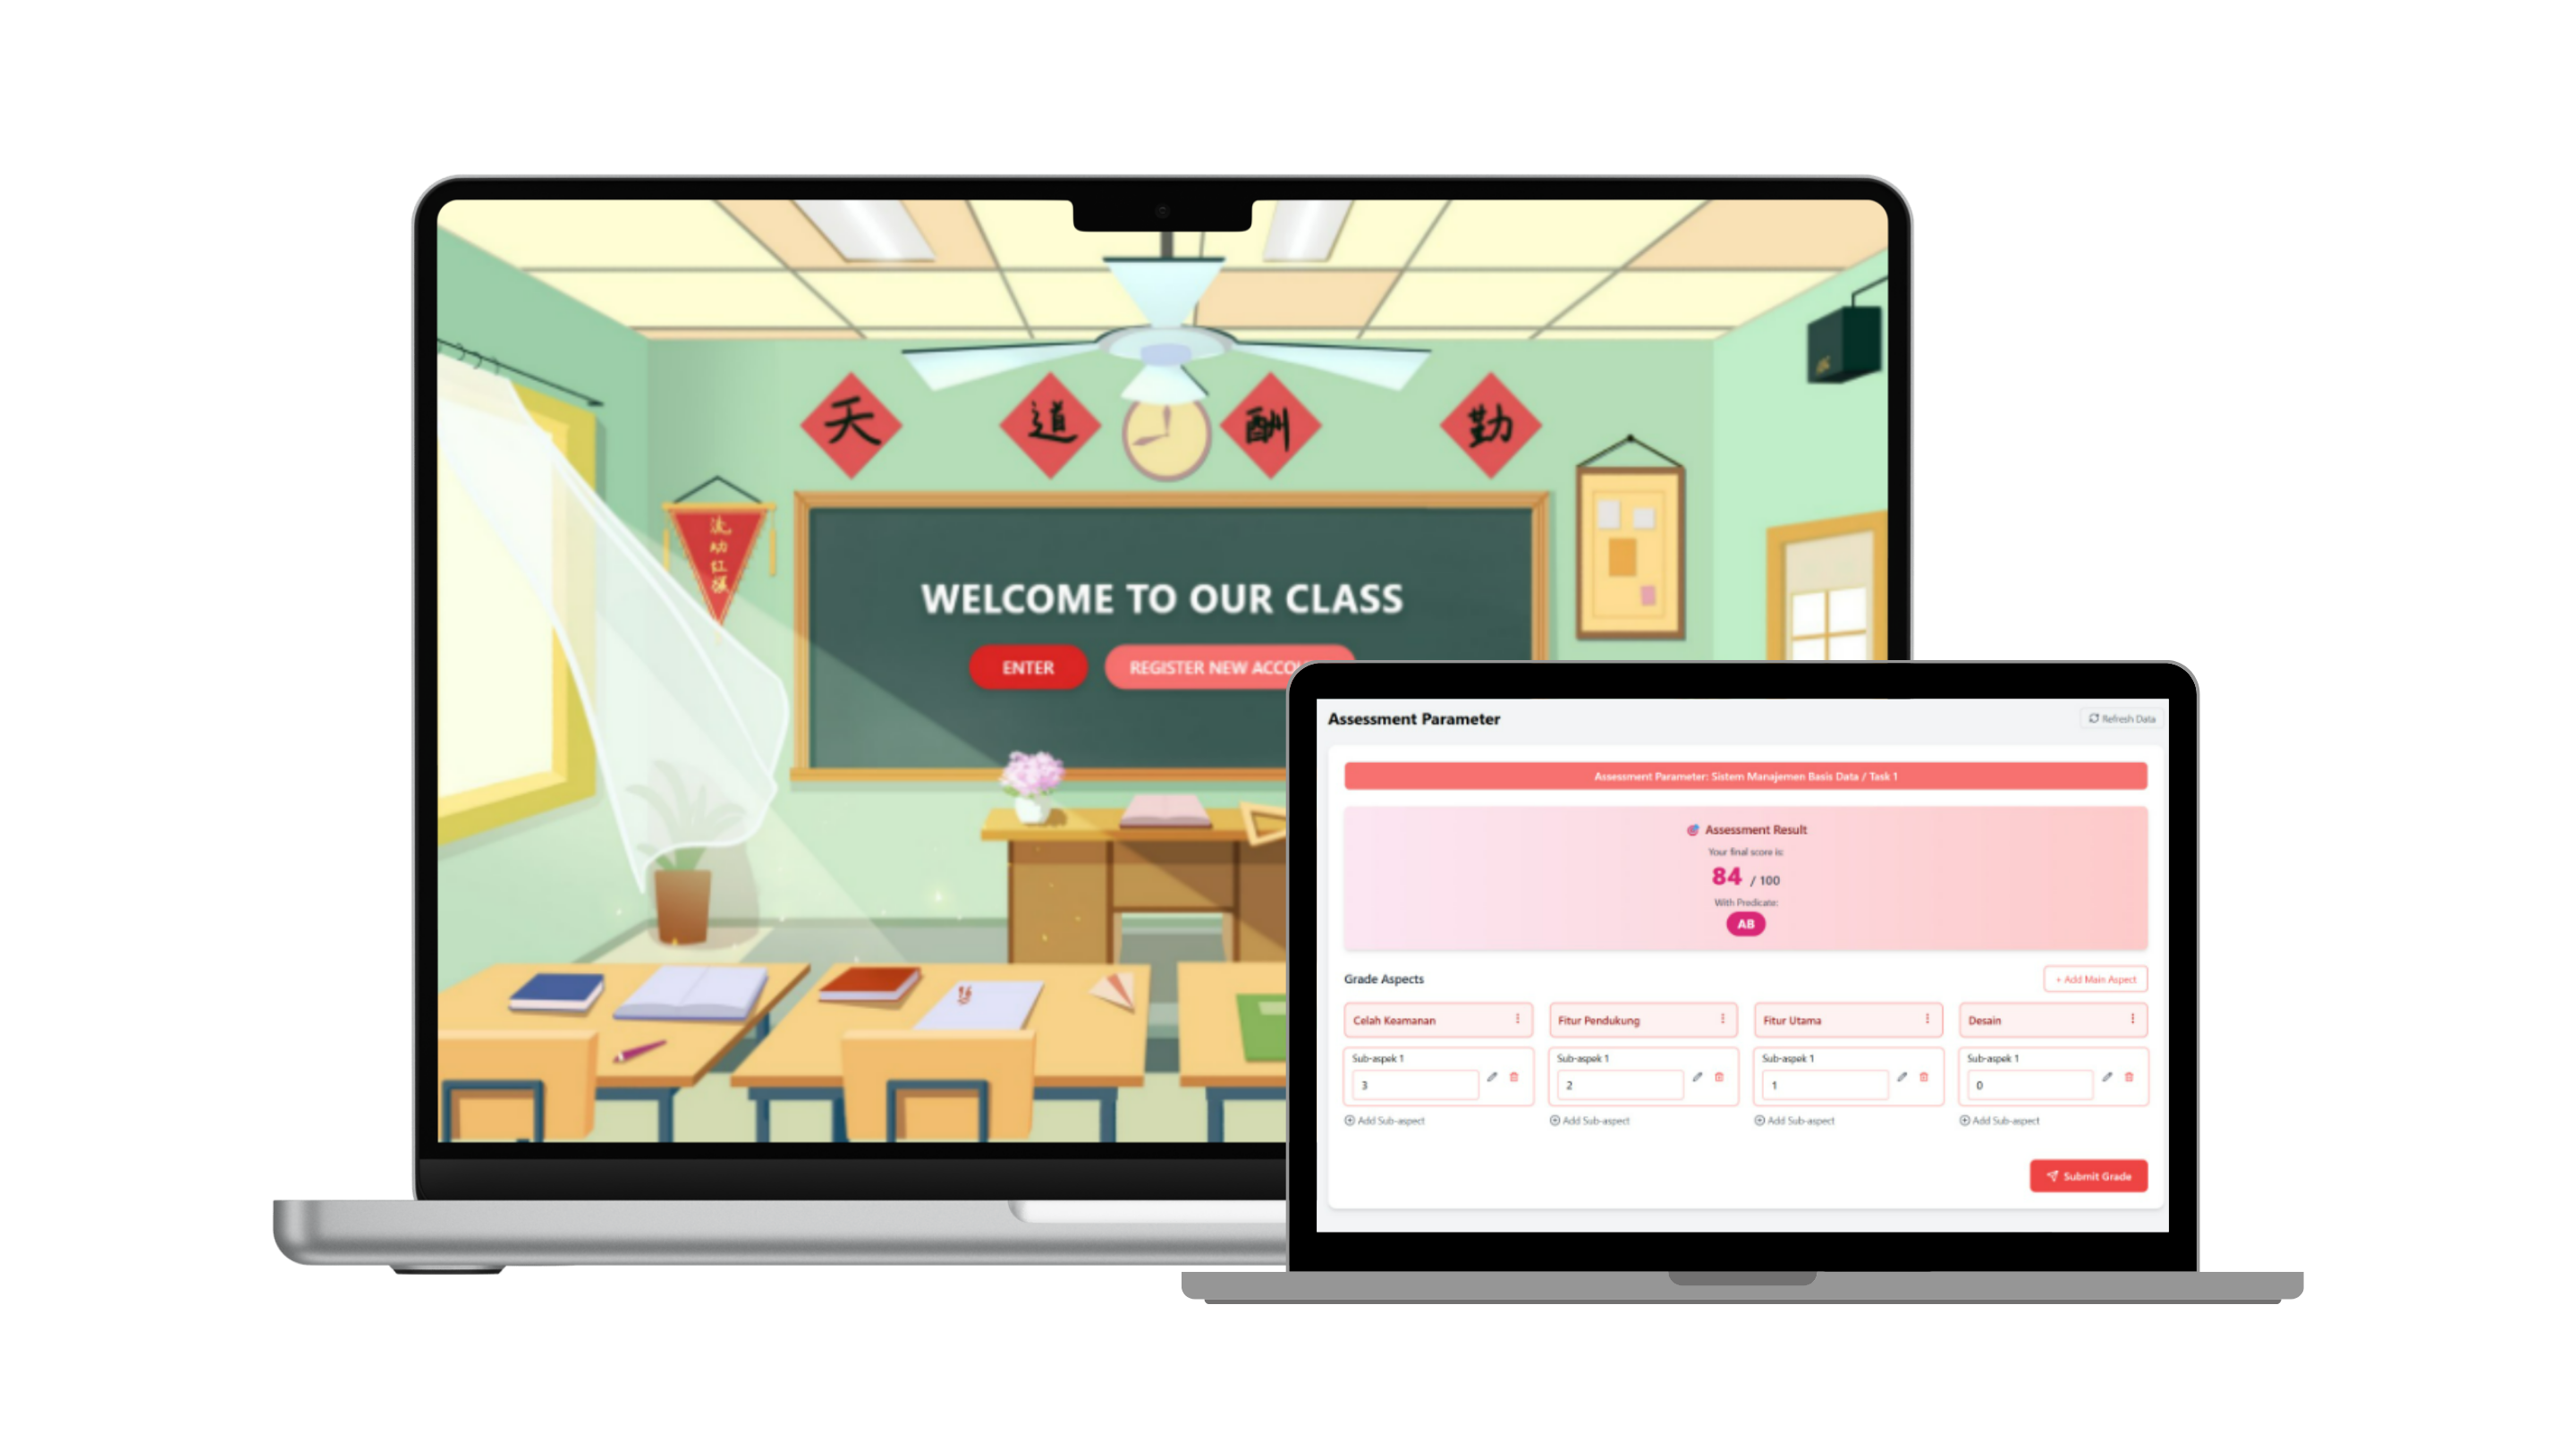 天 道 酬 勤
流
动
红
旗
WELCOME TO OUR CLASS
ENTER
REGISTER NEW
Assessment Parameter
Refresh Data
Assessment Parameter: Sistem Manajemen Basis Data / Task 1
Assessment Result
Your final score is:
84 / 100
With Predicate:
AB
Grade Aspects
+ Add Main Aspect
Celah Keamanan
Fitur Pendukung
Fitur Utama
Desain
Sub-aspek 1
3
Sub-aspek 1
2
Sub-aspek 1
1
Sub-aspek 1
0
Add Sub-aspect
Add Sub-aspect
Add Sub-aspect
Add Sub-aspect
Submit Grade